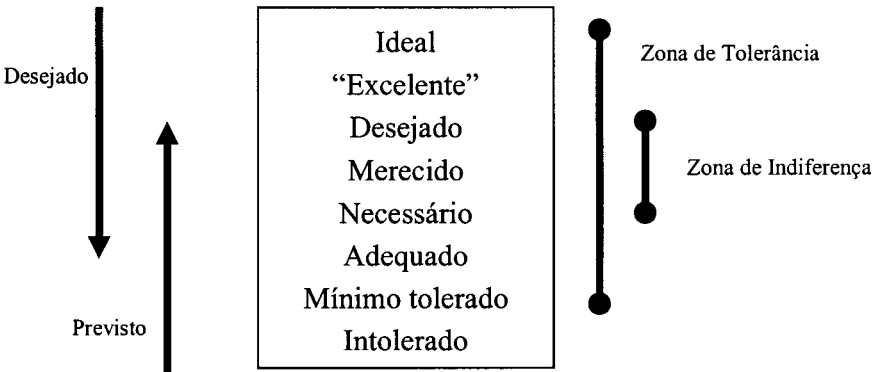 Desejado
Previsto
Ideal
“Excelente”
Desejado
Merecido
Necessário
Adequado
Mínimo tolerado
Intolerado
Zona de Tolerância
Zona de Indiferença